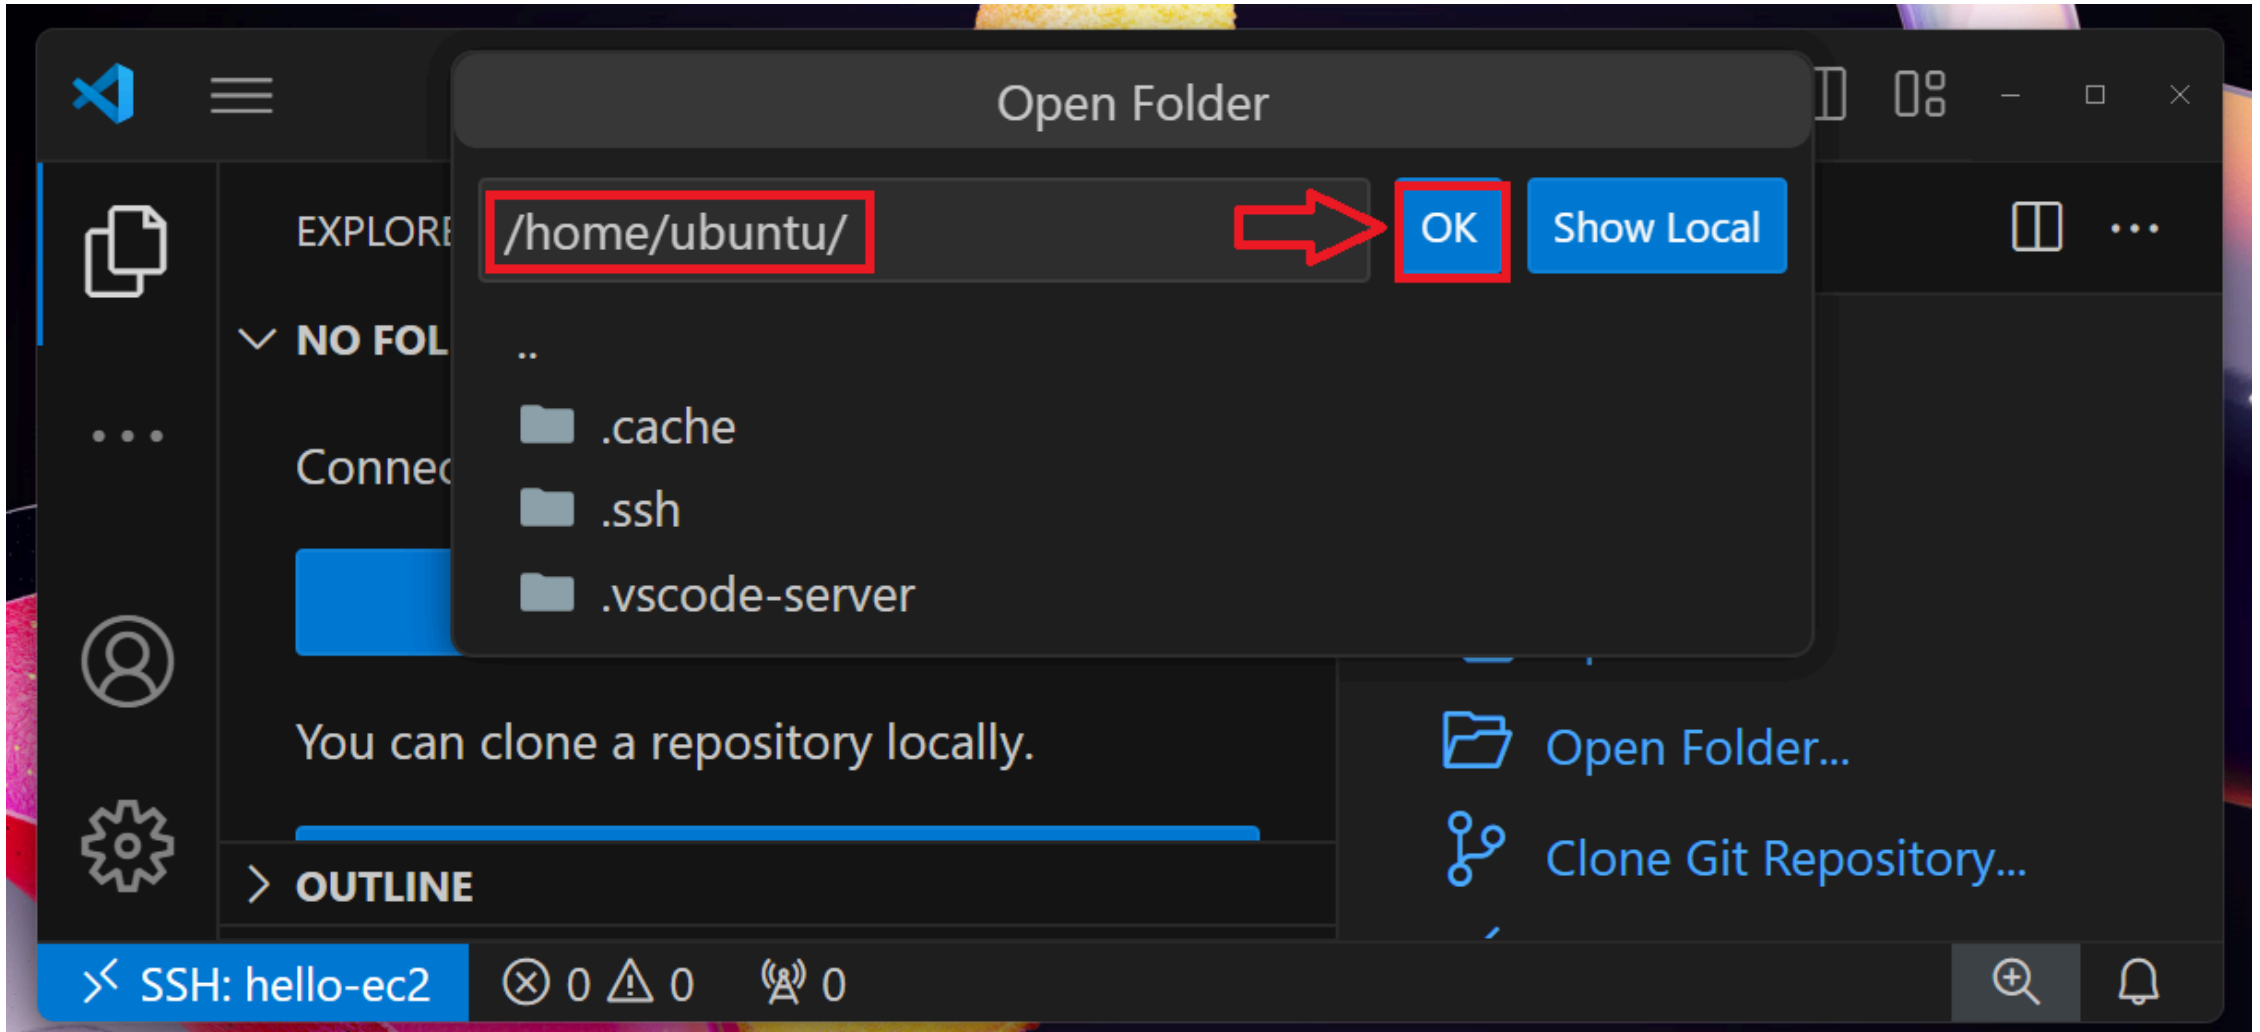 Open Folder
EXPLORE
/home/ubuntu/
OK
Show Local
NO FOL
..
.cache
Connec
.ssh
.vscode-server
You can clone a repository locally.
Open Folder...
Clone Git Repository...
OUTLINE
SSH: hello-ec2
0
0
0